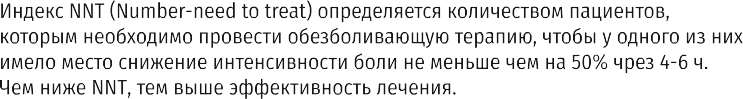 Индекс NNT (Number-need to treat) определяется количеством пациентов,
которым необходимо провести обезболивающую терапию, чтобы у одного из них
имело место снижение интенсивности боли не меньше чем на 50% чрез 4-6 ч.
Чем ниже NNT, тем выше эффективность лечения.